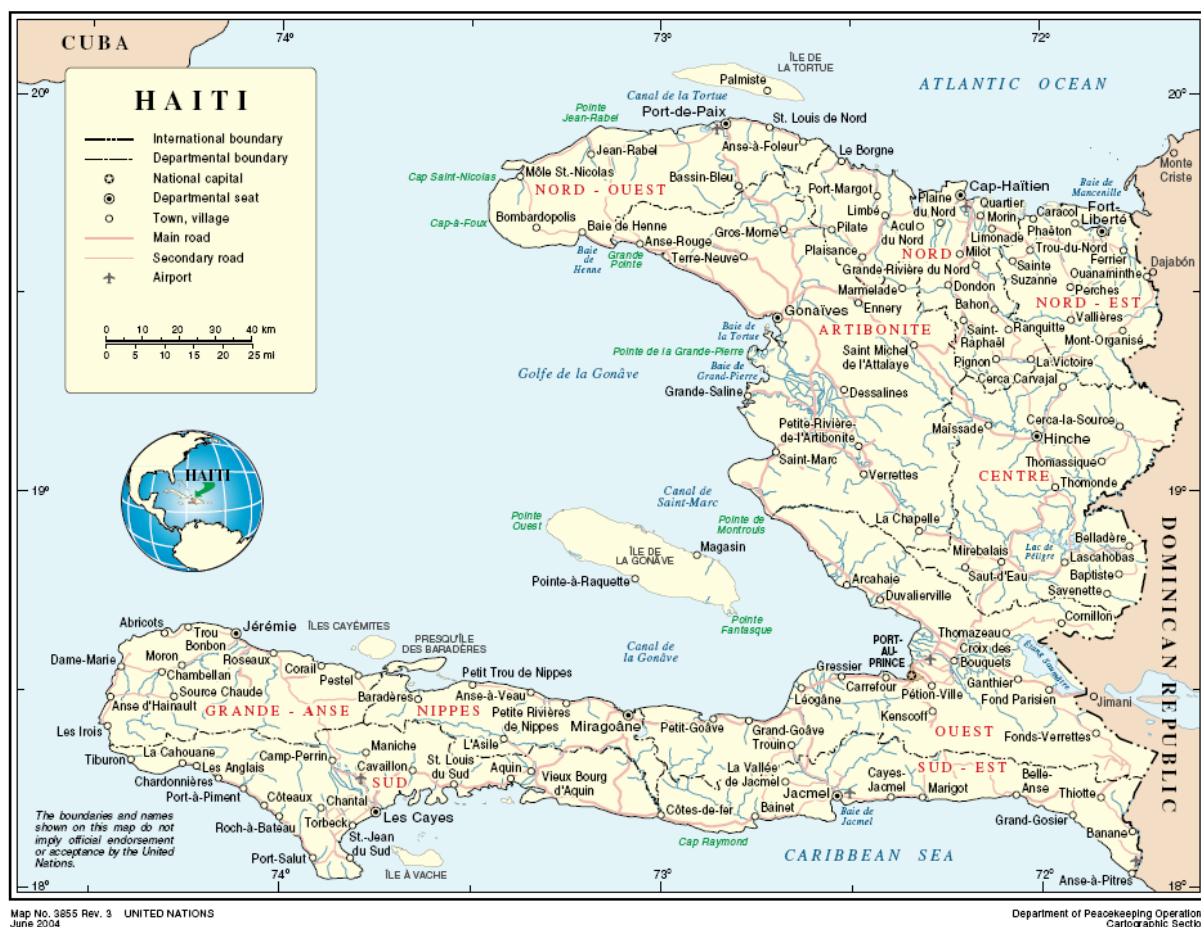 CUBA
74°
73°
72°
HAITI
International boundary
Departmental boundary
National capital
Departmental seat
Town, village
Main road
Secondary road
Airport
0 10 20 30 40 km
0 5 10 15 20 25 mi
20°
20°
ATLANTIC OCEAN
ÎLE DE
LA TORTUE
Palmiste
Canal de la Tortue
Pointe
Jean-Rabel
Port-de-Paix
St. Louis de Nord
Jean-Rabel
Anse-à-Foleur
Le Borgne
Monte
Criste
Cap Saint-Nicolas
Môle St.-Nicolas
NORD - OUEST
Bassin-Bleu
Port-Margot
Plaine
du Nord
Cap-Haïtien
Baie de
Mancenille
Quartier
Morin
Caracol
Fort-
Liberté
Cap-à-Foux
Bombardopolis
Baie de Henne
Limbé
Acul
du Nord
Limonade
Phaëton
Trou-du-Nord
Anse-Rouge
Gros-Morne
Pilate
Plaisance
NORD
Milot
Ferrier
Baie
de
Henne
Grande
Pointe
Terre-Neuve
Grande-Rivière du Nord
Sainte
Suzanne
Ouanaminthe
Dajabón
Marmelade
Dondon
Perches
NORD - EST
Ennery
Bahon
Vallières
Gonaïves
ARTIBONITE
Saint-
Raphaël
Ranquitte
Mont-Organisé
Baie de
la Tortue
Pointe de la Grande-Pierre
Saint Michel
de l'Attalaye
Pignon
La-Victoire
Baie de
Grand-Pierre
Golfe de la Gonâve
Cerca Carvajal
Grande-Saline
Dessalines
Petite-Rivière-
de-l'Artibonite
Maïssade
Cerca-la-Source
Hinche
Saint-Marc
Verrettes
Thomassique
CENTRE
Thomonde
HAITI
19°
19°
Canal de
Saint-Marc
Pointe
Ouest
Pointe de
Montrouis
La Chapelle
ÎLE DE
LA GONÂVE
Magasin
Mirebalais
Lac de
Péligre
Belladère
Lascahobas
Pointe-à-Raquette
Arcahaie
Saut-d'Eau
Baptiste
Savenette
Duvalierville
Pointe
Fantasque
Cornillon
DOMINICAN REPUBLIC
Abricots
Trou
Bonbon
Jérémie
ÎLES CAYÉMITES
PRESQU'ÎLE
DES BARADÈRES
Canal de
la Gonâve
PORT-
AU-
PRINCE
Thomazeau
Croix des
Bouquets
Etang Saumâtre
Dame-Marie
Moron
Chambellan
Roseaux
Corail
Pestel
Petit Trou de Nippes
Gressier
Carrefour
Pétion-Ville
Ganthier
Fond Parisien
Jimani
Source Chaude
Anse d'Hainault
Baradères
Anse-à-Veau
Léogâne
Kenscoff
GRANDE - ANSE
NIPPES
Petite Rivières
de Nippes
Miragoâne
Petit-Goâve
Grand-Goâve
Trouin
OUEST
Fonds-Verrettes
Les Irois
Tiburon
La Cahouane
Les Anglais
Camp-Perrin
Maniche
L'Asile
Cavaillon
St. Louis
du Sud
Aquin
Vieux Bourg
d'Aquin
La Vallée
de Jacmel
Jacmel
Cayes-
Jacmel
SUD - EST
Belle-
Anse
Chardonnières
Port-à-Piment
SUD
Côteaux
Chantal
Les Cayes
Côtes-de-fer
Bainet
Marigot
Thiotte
Roch-à-Bateau
Torbeck
St.-Jean
du Sud
Baie de
Jacmel
Grand-Gosier
Banane
Cap Raymond
Port-Salut
ÎLE À VACHE
CARIBBEAN SEA
Anse-à-Pitres
The boundaries and names
shown on this map do not
imply official endorsement
or acceptance by the United
Nations.
18°
18°
74°
73°
72°
Map No. 3855 Rev. 3 UNITED NATIONS
June 2004
Department of Peacekeeping Operation
Cartographic Sectio